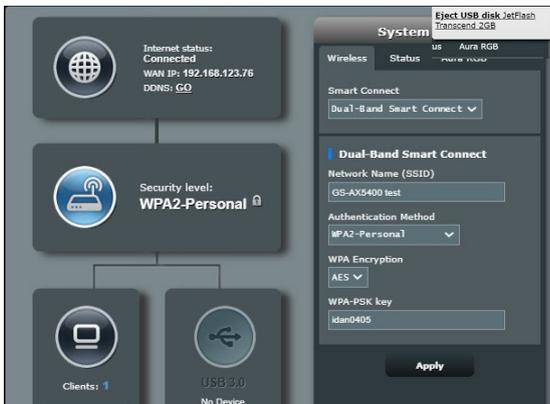 Internet status:
Connected
WAN IP: 192.168.123.76
DDNS: GO
Security level:
WPA2-Personal
Clients: 1
USB 3.0
No Device
System
Eject USB disk JetFlash
Transcend 2GB
us Aura RGB
Wireless Status Aura RGB
Smart Connect
Dual-Band Smart Connect
Dual-Band Smart Connect
Network Name (SSID)
GS-AX5400 test
Authentication Method
WPA2-Personal
WPA Encryption
AES
WPA-PSK key
idan0405
Apply